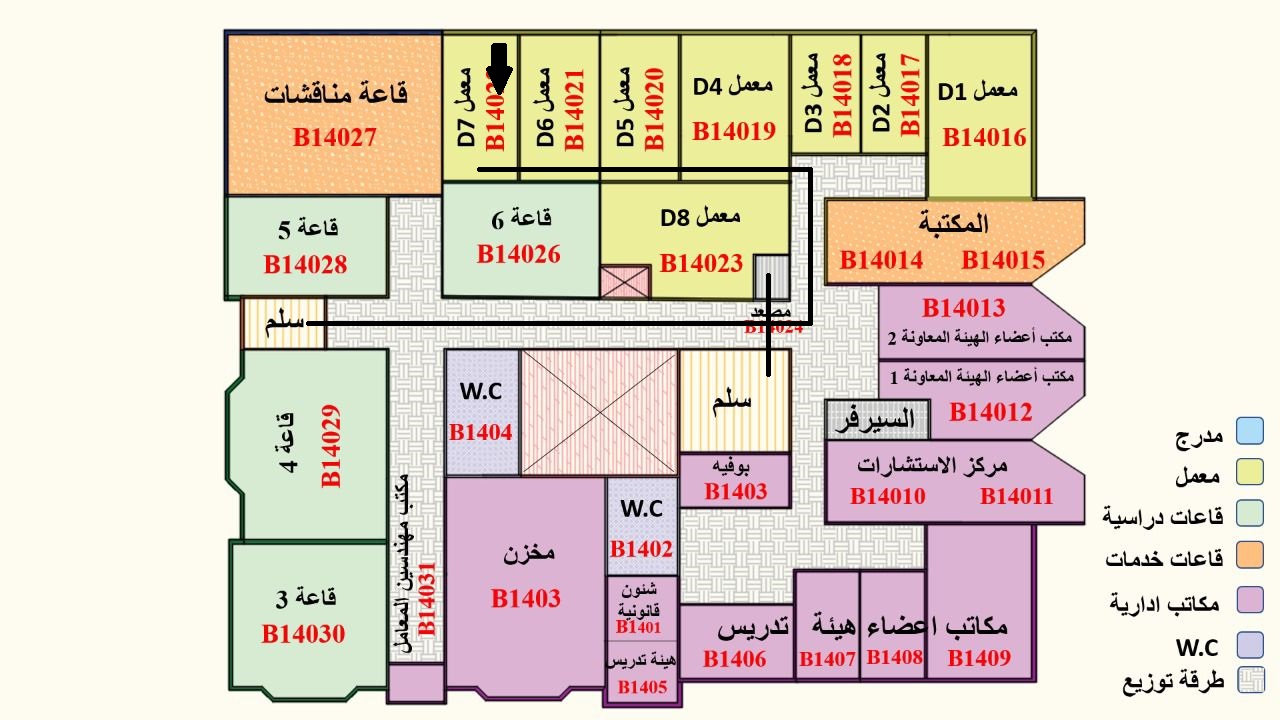 قاعة مناقشات
B14027
معمل D7
معمل D6
B14021
معمل D5
B14020
معمل D4
B14019
معمل D3
B14018
معمل D2
B14017
معمل D1
B14016
قاعة 5
B14028
قاعة 6
B14026
معمل D8
B14023
المكتبة
B14014 B14015
سلم
مصعد
B14024
B14013
مكتب أعضاء الهيئة المعاونة 2
مكتب أعضاء الهيئة المعاونة 1
B14012
قاعة 4
B14029
W.C
B1404
سلم
السيرفر
بوفيه
B1403
مركز الاستشارات
B14010 B14011
مكتب مهندسين المعامل
B14031
مخزن
B1403
W.C
B1402
قاعة 3
B14030
شئون
قانونية
B1401
هيئة تدريس
B1405
مكاتب اعضاء هيئة تدريس
B1406
B1407
B1408
B1409
مدرج
معمل
قاعات دراسية
قاعات خدمات
مكاتب ادارية
W.C
طرقة توزيع